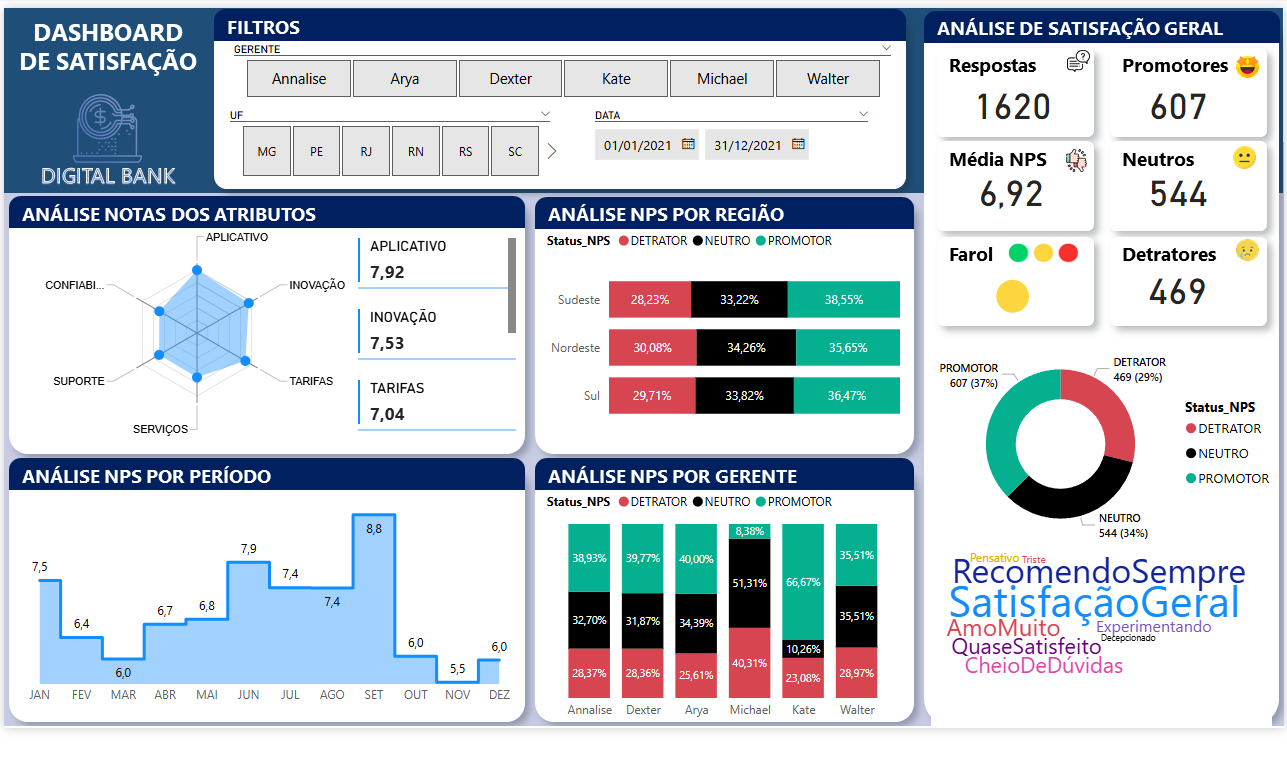 DASHBOARD
DE SATISFAÇÃO
DIGITAL BANK
FILTROS
GERENTE
Annalise Arya Dexter Kate Michael Walter
UF
MG PE RJ RN RS SC
DATA
01/01/2021 31/12/2021
ANÁLISE DE SATISFAÇÃO GERAL
Respostas
1620
Promotores
607
Média NPS
6,92
Neutros
544
Farol
Detratores
469
PROMOTOR
607 (37%)
DETRATOR
469 (29%)
NEUTRO
544 (34%)
Status_NPS
DETRATOR
NEUTRO
PROMOTOR
Pensativo Triste
RecomendoSempre
SatisfaçãoGeral
AmoMuito Experimentando
Decepcionado
QuaseSatisfeito
CheioDeDúvidas
ANÁLISE NOTAS DOS ATRIBUTOS
APLICATIVO
CONFIABI... INOVAÇÃO
SUPORTE TARIFAS
SERVIÇOS
APLICATIVO
7,92
INOVAÇÃO
7,53
TARIFAS
7,04
ANÁLISE NPS POR REGIÃO
Status_NPS DETRATOR NEUTRO PROMOTOR
Sudeste 28,23% 33,22% 38,55%
Nordeste 30,08% 34,26% 35,65%
Sul 29,71% 33,82% 36,47%
ANÁLISE NPS POR PERÍODO
7,5 6,4 6,0 6,7 6,8 7,9 7,4 7,4 8,8 6,0 5,5 6,0
JAN FEV MAR ABR MAI JUN JUL AGO SET OUT NOV DEZ
ANÁLISE NPS POR GERENTE
Status_NPS DETRATOR NEUTRO PROMOTOR
38,93% 39,77% 40,00% 8,38% 66,67% 35,51%
32,70% 31,87% 34,39% 51,31% 10,26% 35,51%
28,37% 28,36% 25,61% 40,31% 23,08% 28,97%
Annalise Dexter Arya Michael Kate Walter